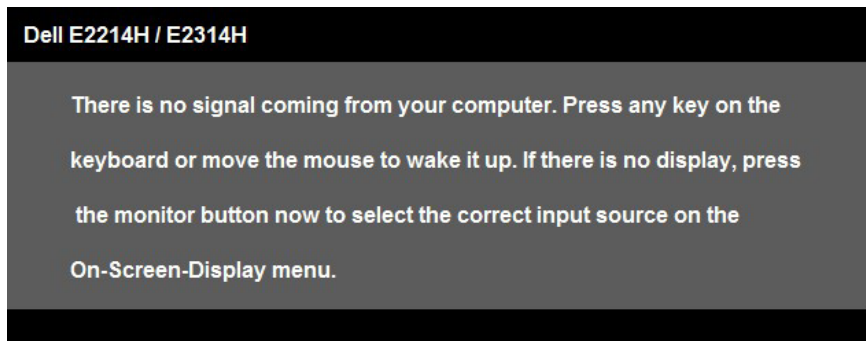 Dell E2214H / E2314H
There is no signal coming from your computer. Press any key on the
keyboard or move the mouse to wake it up. If there is no display, press
the monitor button now to select the correct input source on the
On-Screen-Display menu.